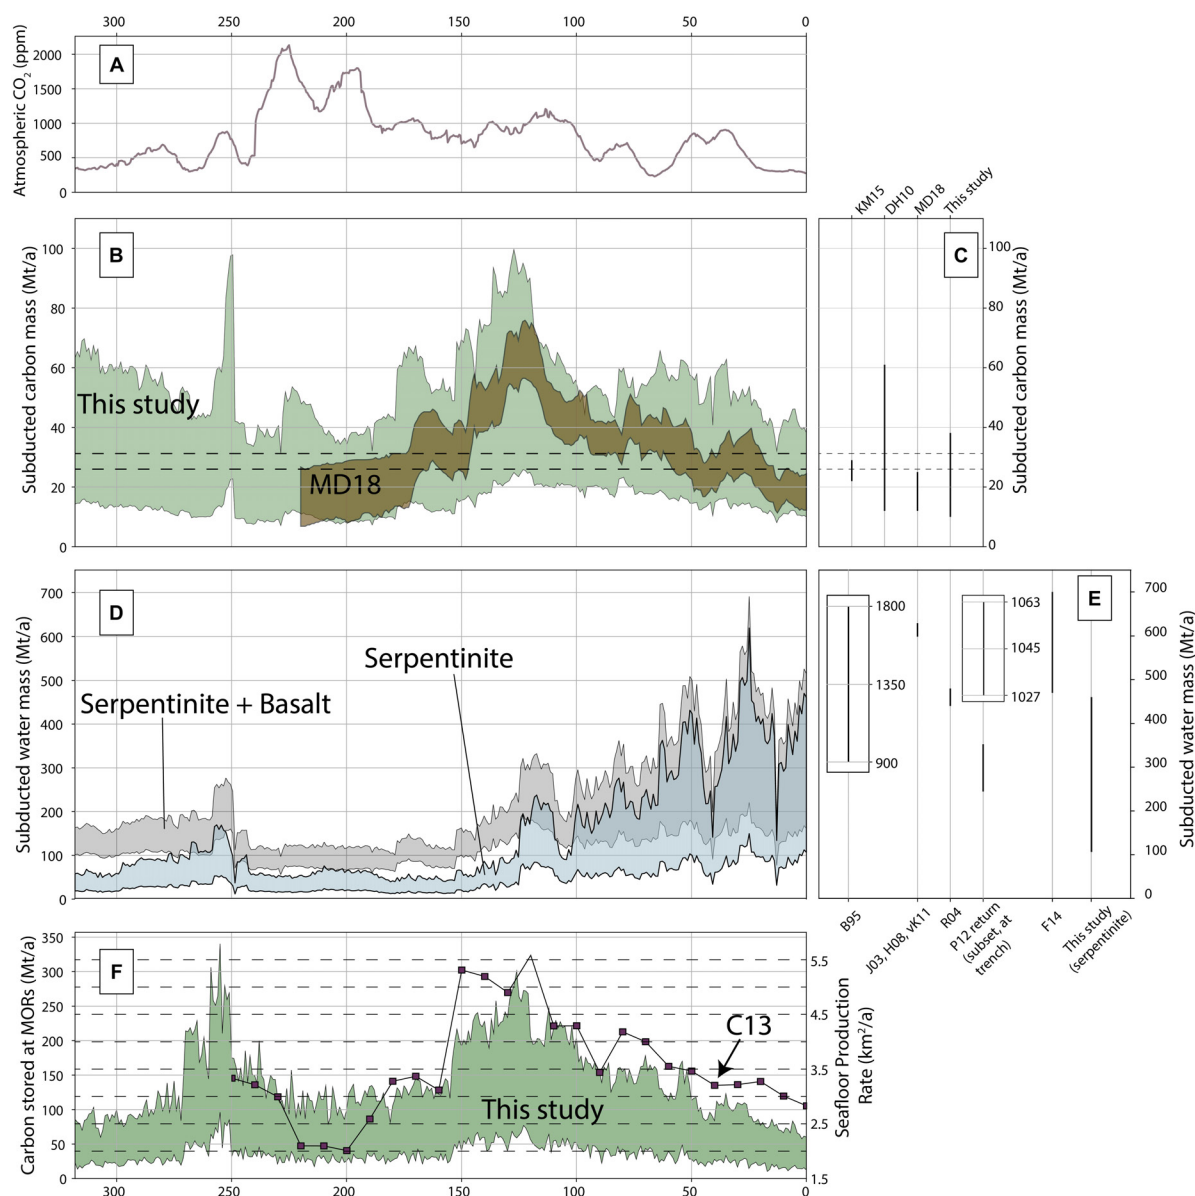 300 250 200 150 100 50 0
Atmospheric CO2 (ppm)
2000
1500
1000
500
0
A
KM15
DH10
MD18
This study
Subducted carbon mass (Mt/a)
100
80
60
40
20
0
B
This study
MD18
C
100
80
60
40
20
0
Subducted carbon mass (Mt/a)
Subducted water mass (Mt/a)
700
600
500
400
300
200
100
0
D
Serpentinite
Serpentinite + Basalt
1800
1350
900
1063
1045
1027
E
700
600
500
400
300
200
100
0
Subducted water mass (Mt/a)
B95
J03, H08, vK11
R04
P12 return
(subset, at
trench)
F14
This study
(serpentinite)
Carbon stored at MORs (Mt/a)
350
300
250
200
150
100
50
0
F
C13
This study
5.5
4.5
3.5
2.5
1.5
Seafloor Production
Rate (km²/a)
300 250 200 150 100 50 0